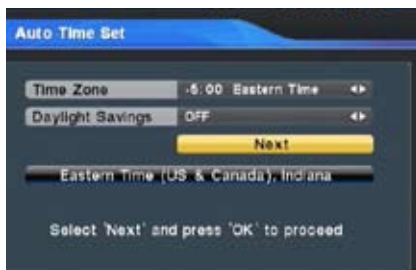 Auto Time Set
Time Zone -5:00 Eastern Time
Daylight Savings OFF
Next
Eastern Time (US & Canada), Indiana
Select 'Next' and press 'OK' to proceed